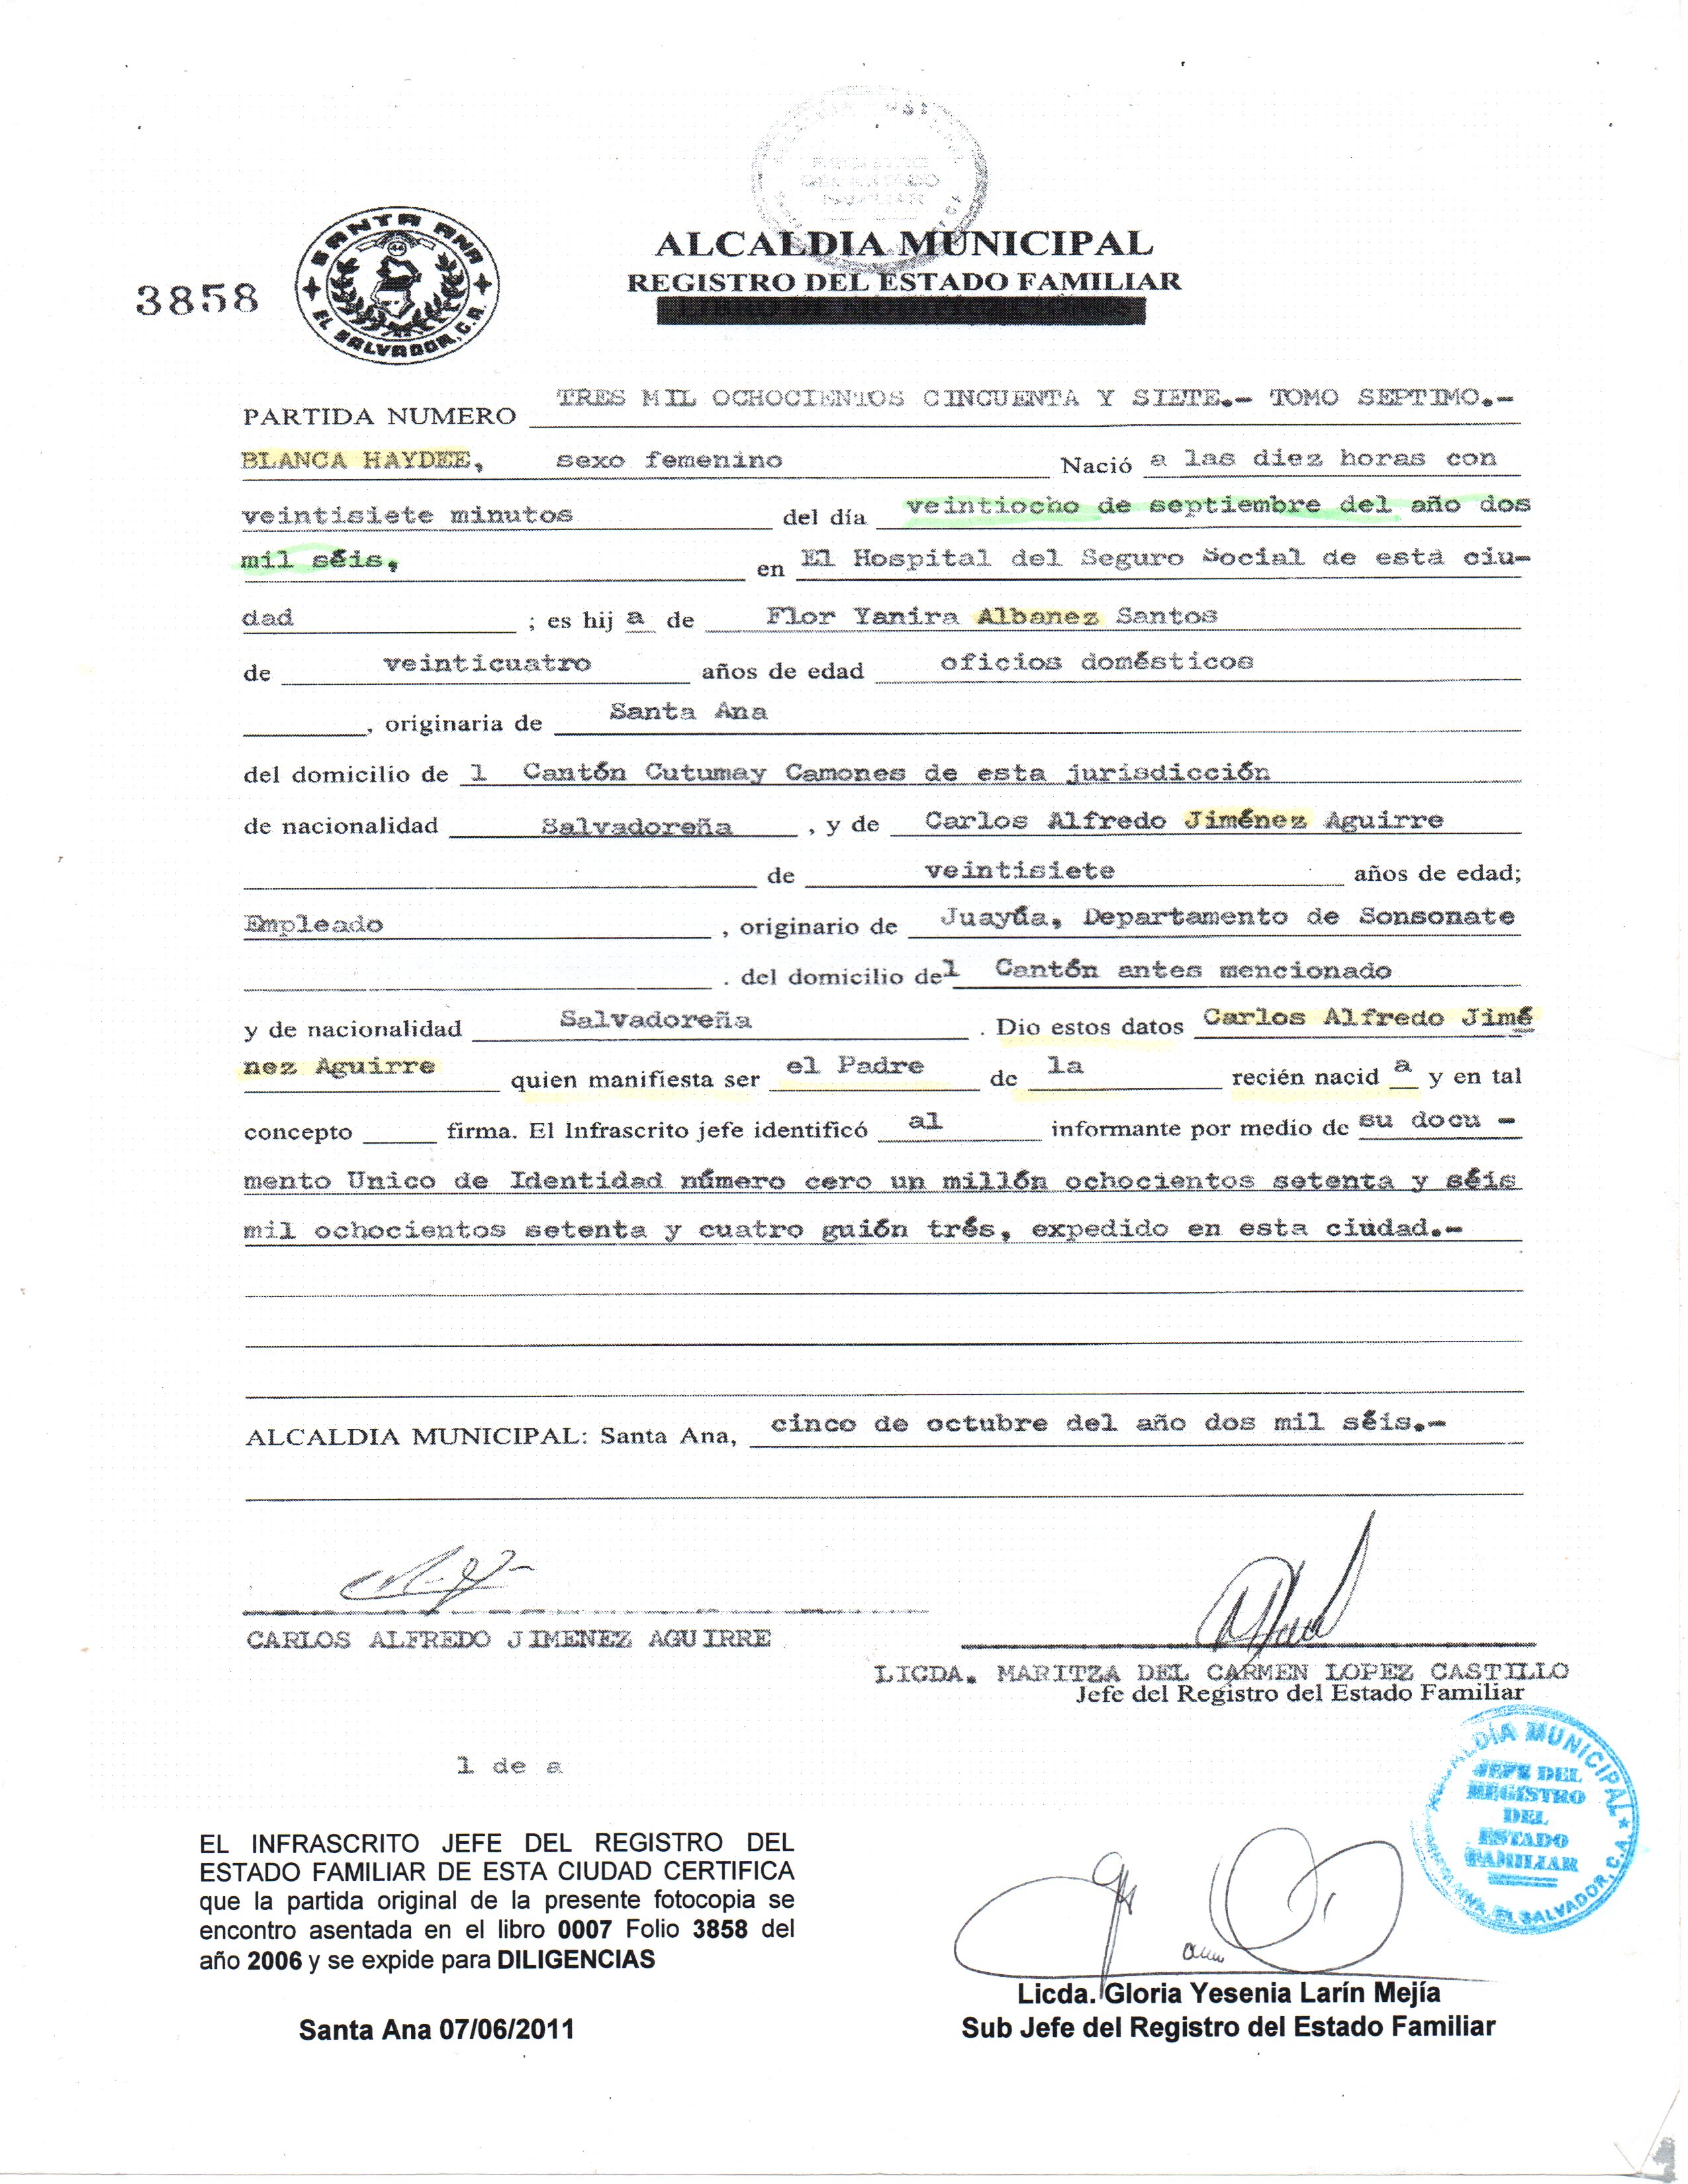 ALCALDIA MUNICIPAL
REGISTRO DEL ESTADO FAMILIAR
LIBRO DE MODIFICACIONES
3858
SANTA ANA
EL SALVADOR, C.A.
PARTIDA NUMERO TRES MIL OCHOCIENTOS CINCUENTA Y SIETE.- TOMO SEPTIMO.-
BLANCA HAYDEE, sexo femenino Nació a las diez horas con
veintisiete minutos del día veintiocho de septiembre del año dos
mil séis, en El Hospital del Seguro Social de esta ciu-
dad ; es hij a de Flor Yanira Albanez Santos
de veinticuatro años de edad oficios domésticos
, originaria de Santa Ana
del domicilio de l Cantón Cutumay Camones de esta jurisdicción
de nacionalidad Salvadoreña , y de Carlos Alfredo Jiménez Aguirre
de veintisiete años de edad;
Empleado , originario de Juayúa, Departamento de Sonsonate
. del domicilio del Cantón antes mencionado
y de nacionalidad Salvadoreña . Dio estos datos Carlos Alfredo Jimé
nez Aguirre quien manifiesta ser el Padre de la recién nacid a y en tal
concepto firma. El Infrascrito jefe identificó al informante por medio de su docu -
mento Unico de Identidad número cero un millón ochocientos setenta y séis
mil ochocientos setenta y cuatro guión trés, expedido en esta ciudad.-
ALCALDIA MUNICIPAL: Santa Ana, cinco de octubre del año dos mil séis.-
CARLOS ALFREDO JIMENEZ AGUIRRE
LICDA. MARITZA DEL CARMEN LOPEZ CASTILLO
Jefe del Registro del Estado Familiar
1 de a
ALCALDÍA MUNICIPAL
JEFE DEL
REGISTRO
DEL
ESTADO
FAMILIAR
SANTA ANA, EL SALVADOR, C.A.
EL INFRASCRITO JEFE DEL REGISTRO DEL
ESTADO FAMILIAR DE ESTA CIUDAD CERTIFICA
que la partida original de la presente fotocopia se
encontro asentada en el libro 0007 Folio 3858 del
año 2006 y se expide para DILIGENCIAS
Santa Ana 07/06/2011
Licda. Gloria Yesenia Larín Mejía
Sub Jefe del Registro del Estado Familiar